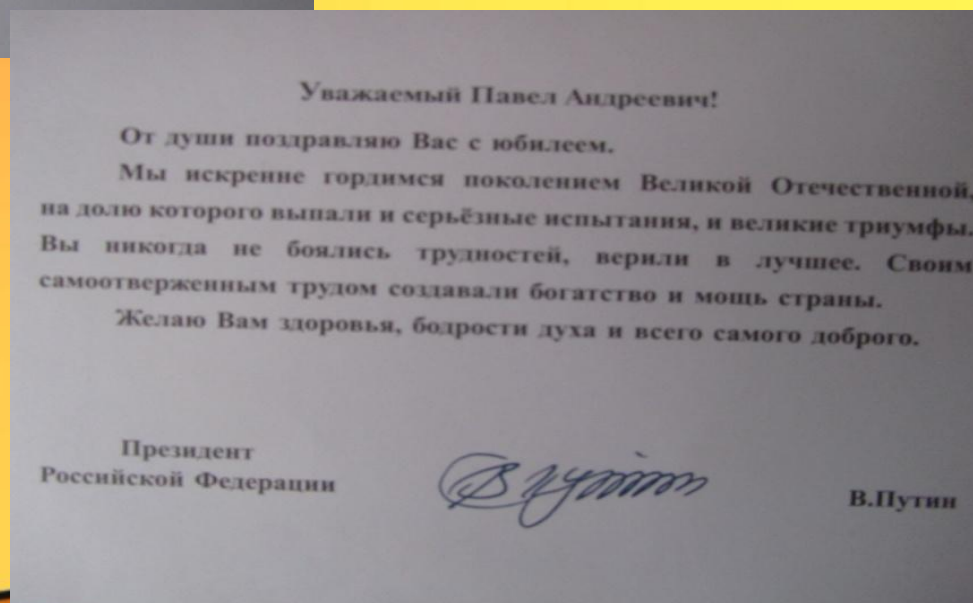 Уважаемый Павел Андреевич!
От души поздравляю Вас с юбилеем.
Мы искренне гордимся поколением Великой Отечественной,
на долю которого выпали и серьёзные испытания, и великие триумфы.
Вы никогда не боялись трудностей, верили в лучшее. Своим
самоотверженным трудом создавали богатство и мощь страны.
Желаю Вам здоровья, бодрости духа и всего самого доброго.
Президент
Российской Федерации
В.Путин